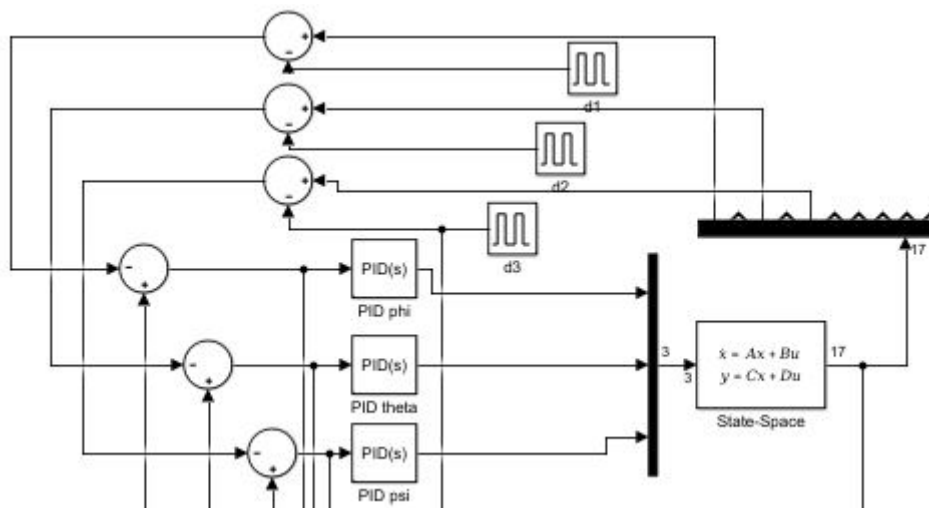 +
-
d1
+
-
d2
+
-
d3
17
-
+
PID(s)
PID phi
-
+
PID(s)
PID theta
3
3
ẋ = Ax + Bu
y = Cx + Du
17
State-Space
-
+
PID(s)
PID psi